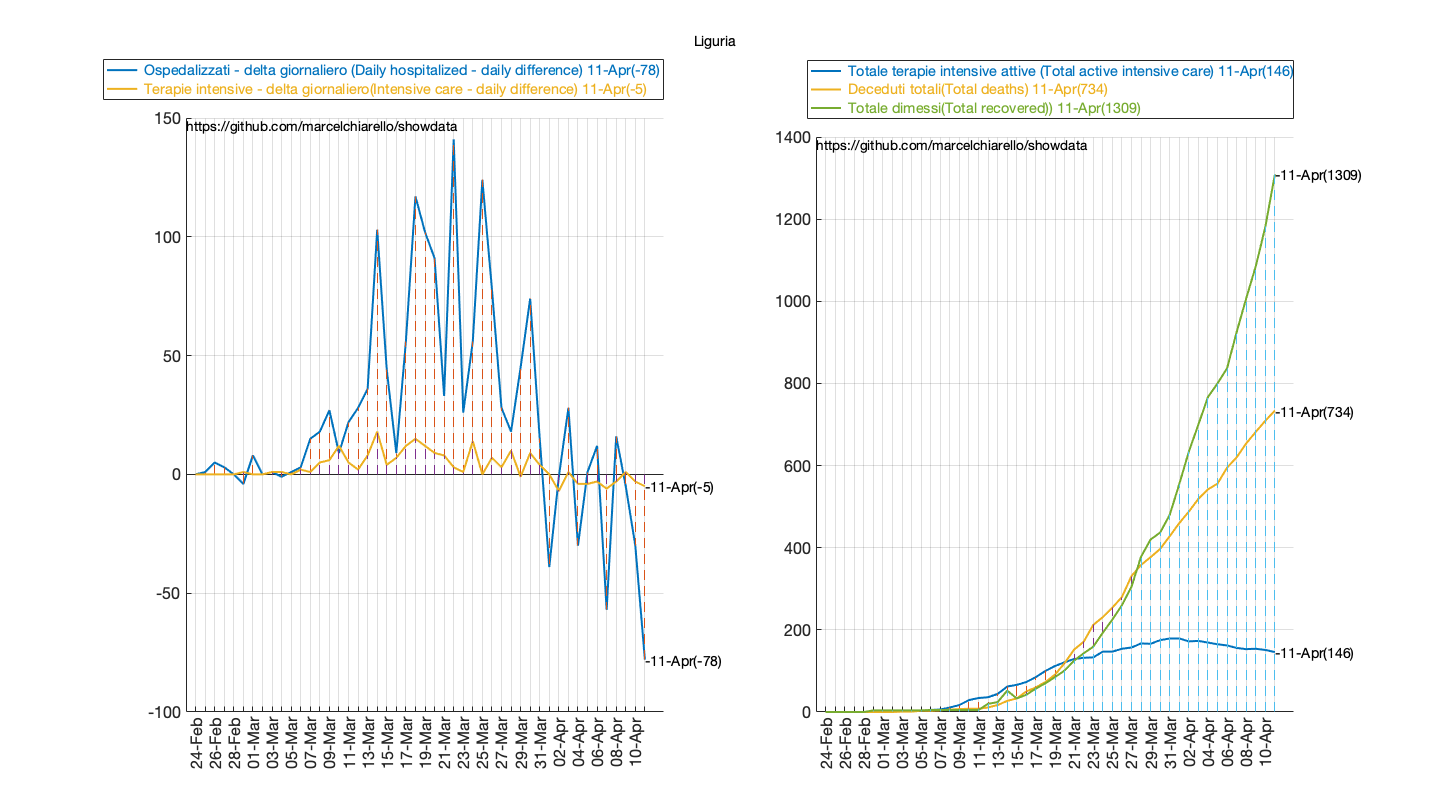 Liguria
Ospedalizzati - delta giornaliero (Daily hospitalized - daily difference) 11-Apr(-78)
Terapie intensive - delta giornaliero(Intensive care - daily difference) 11-Apr(-5)
150
https://github.com/marcelchiarello/showdata
100
50
0
-50
-100
-11-Apr(-5)
-11-Apr(-78)
24-Feb
26-Feb
28-Feb
01-Mar
03-Mar
05-Mar
07-Mar
09-Mar
11-Mar
13-Mar
15-Mar
17-Mar
19-Mar
21-Mar
23-Mar
25-Mar
27-Mar
29-Mar
31-Mar
02-Apr
04-Apr
06-Apr
08-Apr
10-Apr
Totale terapie intensive attive (Total active intensive care) 11-Apr(146)
Deceduti totali(Total deaths) 11-Apr(734)
Totale dimessi(Total recovered)) 11-Apr(1309)
1400
https://github.com/marcelchiarello/showdata
1200
1000
800
600
400
200
0
-11-Apr(1309)
-11-Apr(734)
-11-Apr(146)
24-Feb
26-Feb
28-Feb
01-Mar
03-Mar
05-Mar
07-Mar
09-Mar
11-Mar
13-Mar
15-Mar
17-Mar
19-Mar
21-Mar
23-Mar
25-Mar
27-Mar
29-Mar
31-Mar
02-Apr
04-Apr
06-Apr
08-Apr
10-Apr